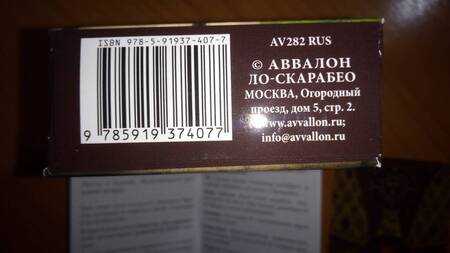 ISBN 978-5-91937-407-7
9 785919 374077
AV282 RUS
© АВВАЛОН
ЛО-СКАРАБЕО
МОСКВА, Огородный
проезд, дом 5, стр. 2.
www.avvallon.ru;
info@avvallon.ru